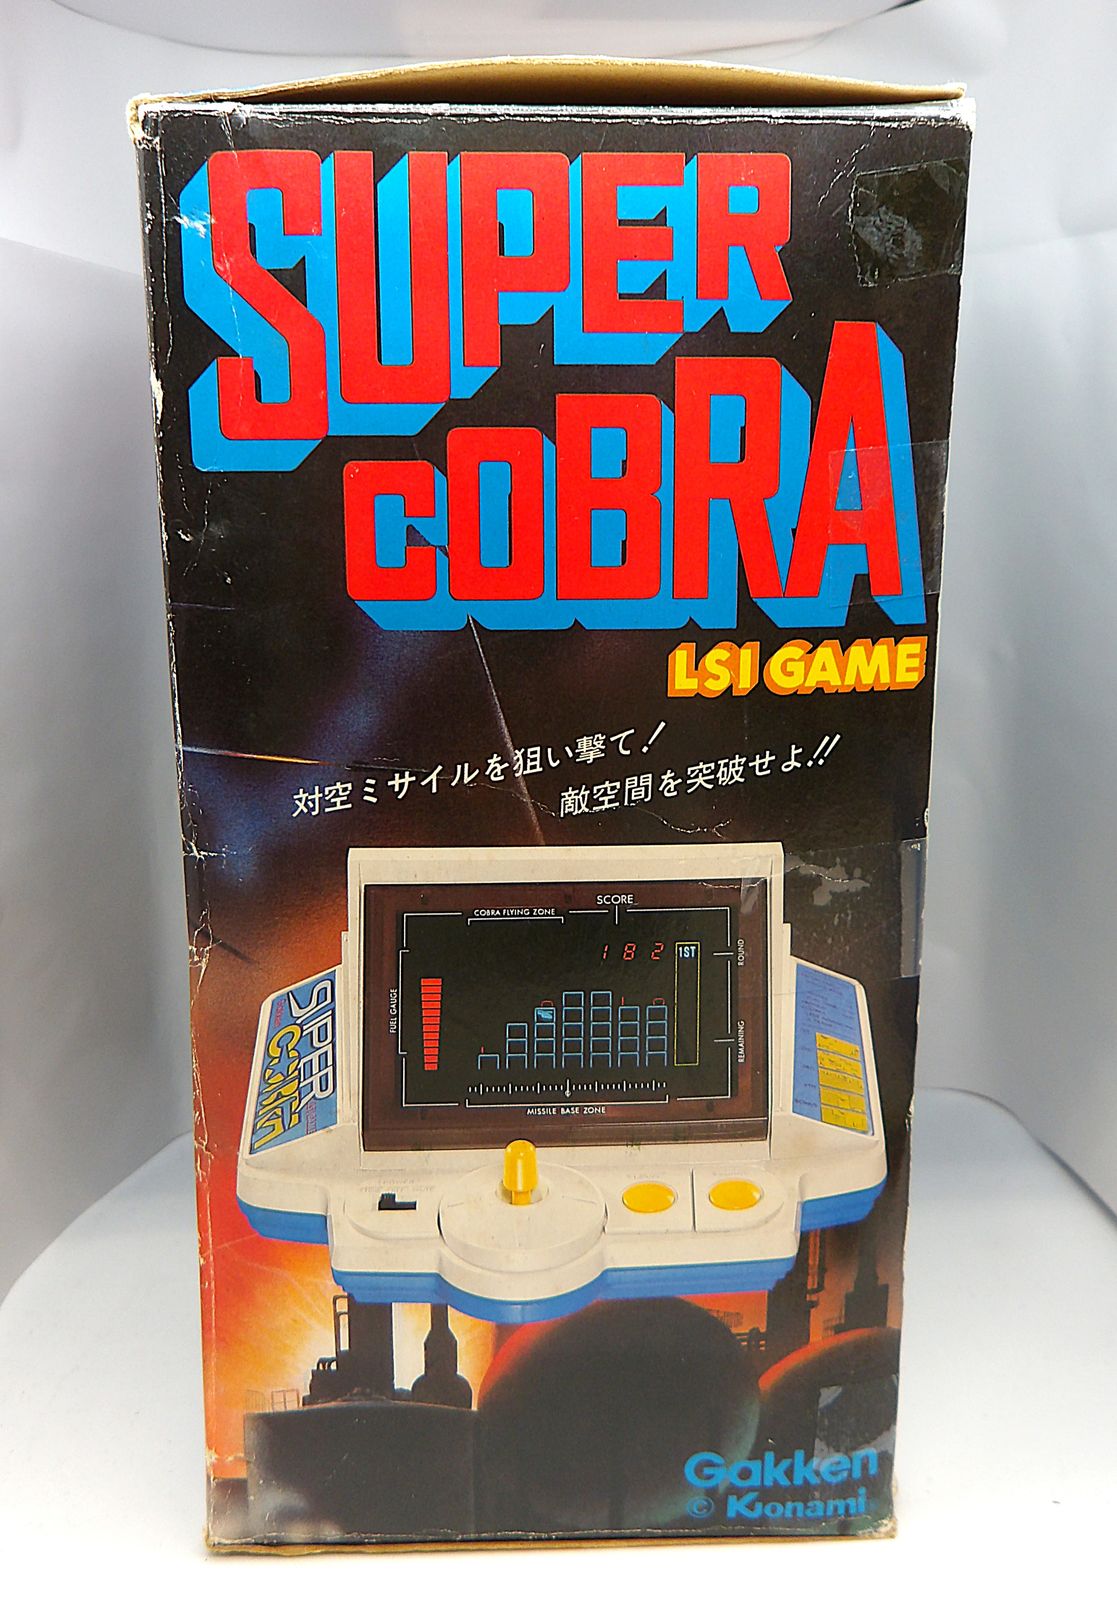 SUPER
COBRA
LSI GAME
対空ミサイルを狙い撃て!
敵空間を突破せよ!!
SCORE
COBRA FLYING ZONE
182
1ST
ROUND
FUEL GAUGE
REMAINING
MISSILE BASE ZONE
SUPER
COBRA
Gakken
© Konami